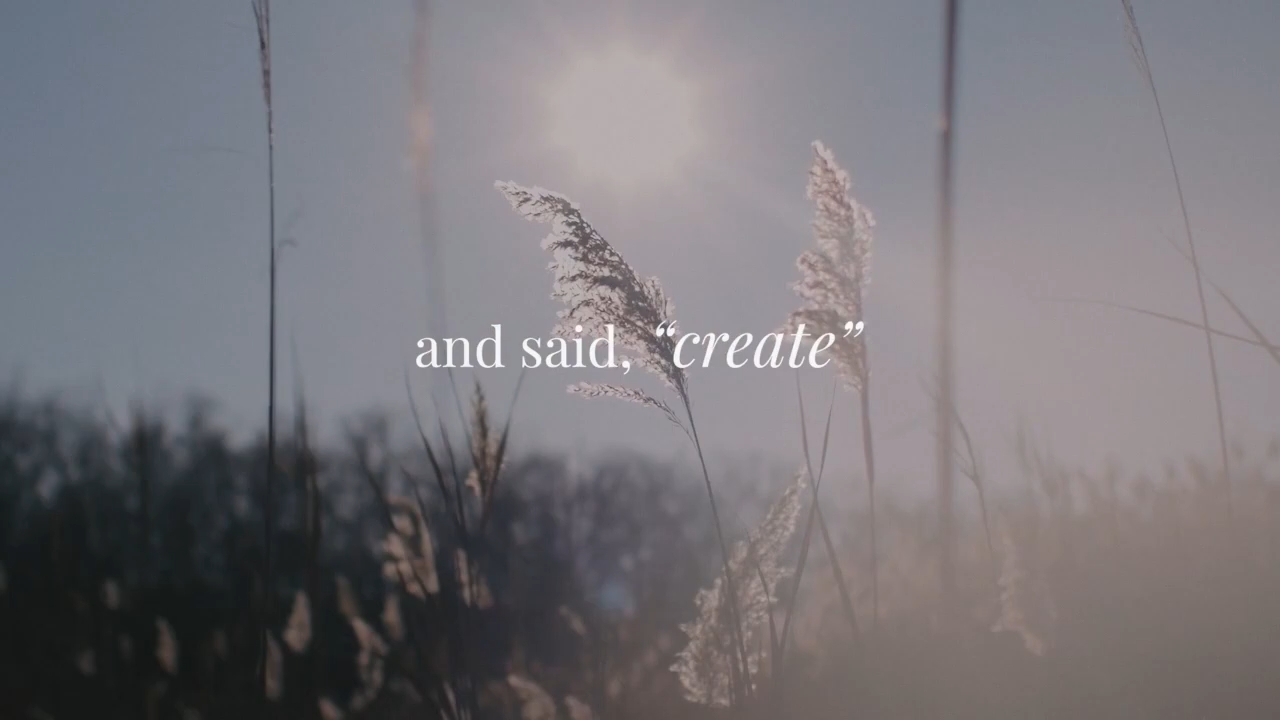 and said, “create”